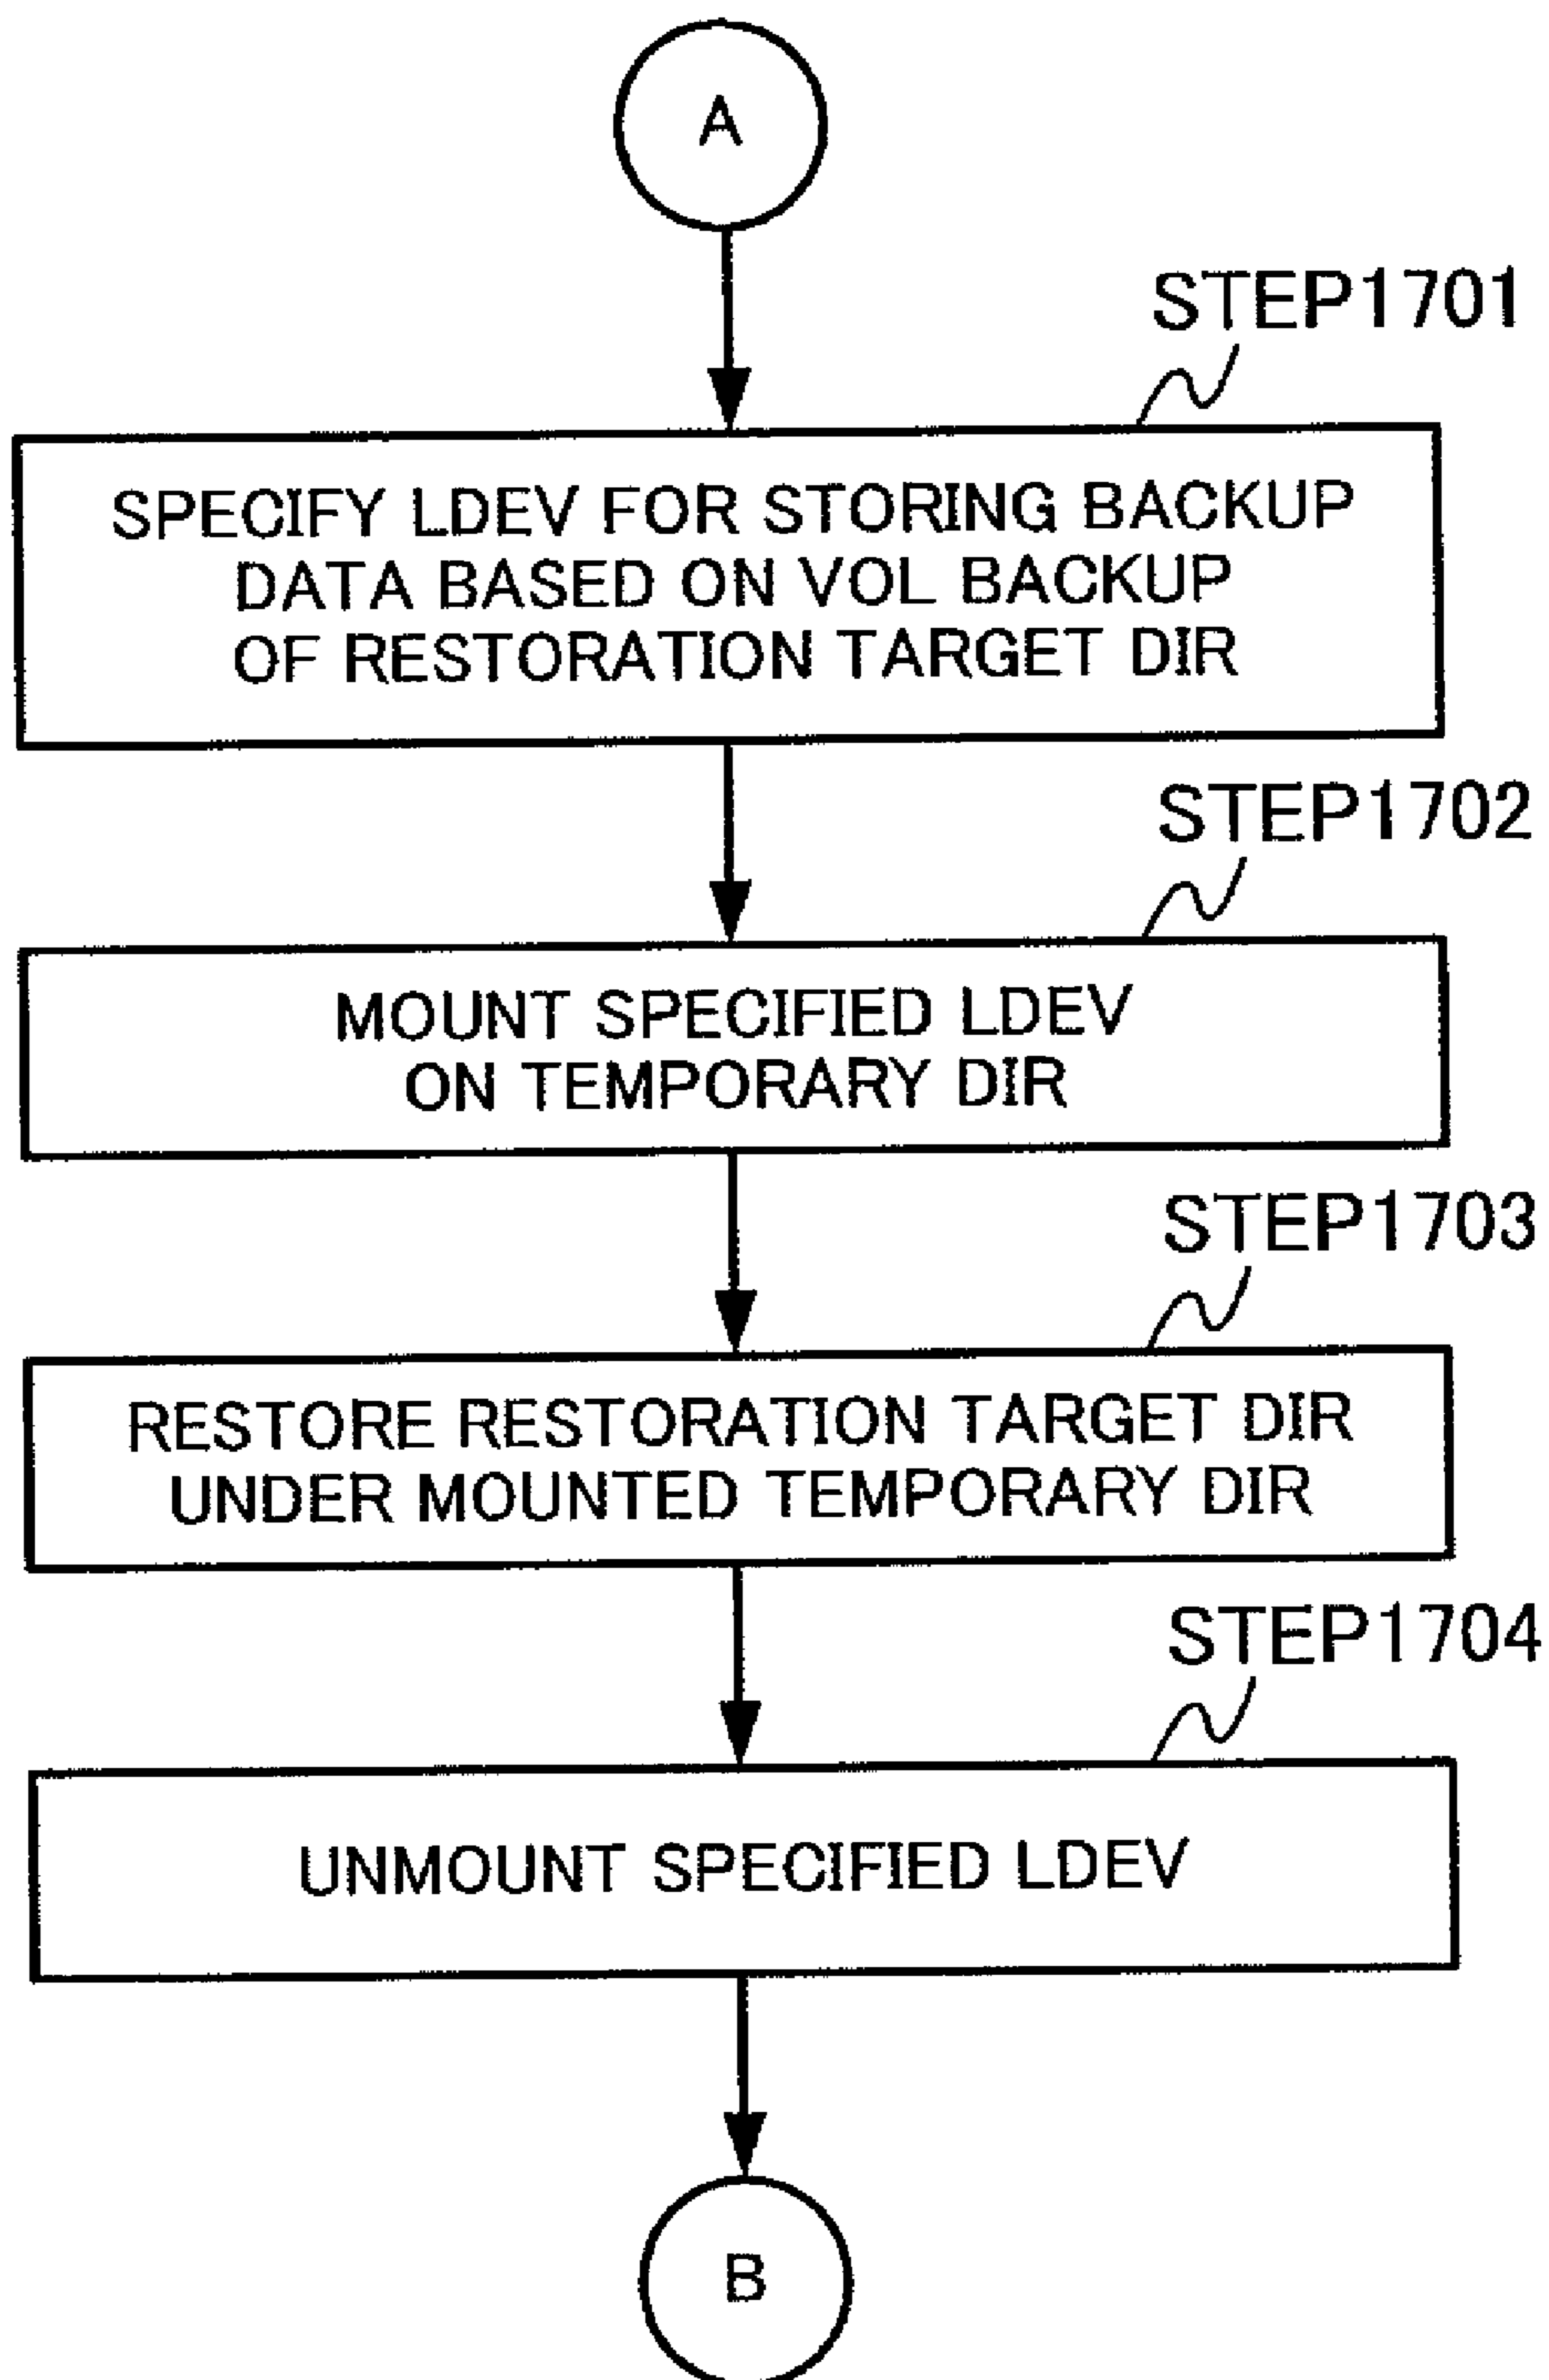 A
STEP1701
SPECIFY LDEV FOR STORING BACKUP
DATA BASED ON VOL BACKUP
OF RESTORATION TARGET DIR
STEP1702
MOUNT SPECIFIED LDEV
ON TEMPORARY DIR
STEP1703
RESTORE RESTORATION TARGET DIR
UNDER MOUNTED TEMPORARY DIR
STEP1704
UNMOUNT SPECIFIED LDEV
B